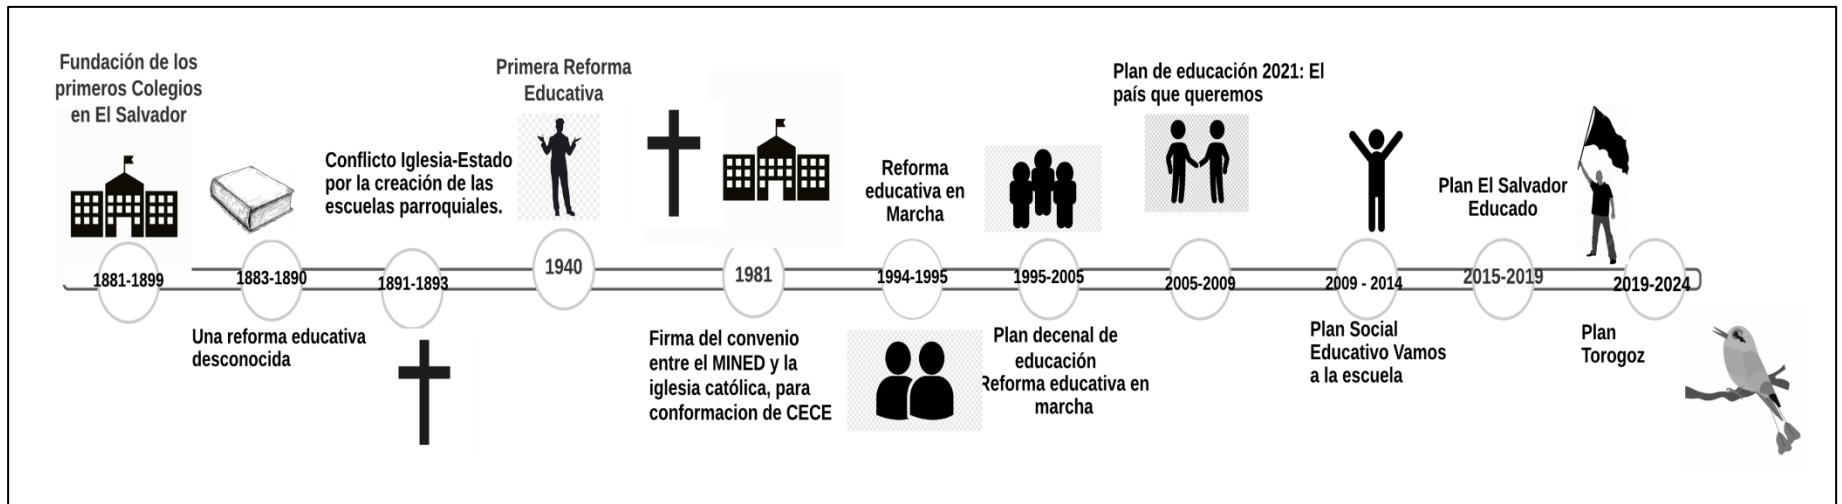 Fundación de los
primeros Colegios
en El Salvador
1881-1899
1883-1890
Una reforma educativa
desconocida
Conflicto Iglesia-Estado
por la creación de las
escuelas parroquiales.
1891-1893
Primera Reforma
Educativa
1940
1981
Firma del convenio
entre el MINED y la
iglesia católica, para
conformacion de CECE
Reforma
educativa en
Marcha
1994-1995
1995-2005
Plan decenal de
educación
Reforma educativa en
marcha
Plan de educación 2021: El
país que queremos
2005-2009
2009 - 2014
Plan Social
Educativo Vamos
a la escuela
Plan El Salvador
Educado
2015-2019
2019-2024
Plan
Torogoz